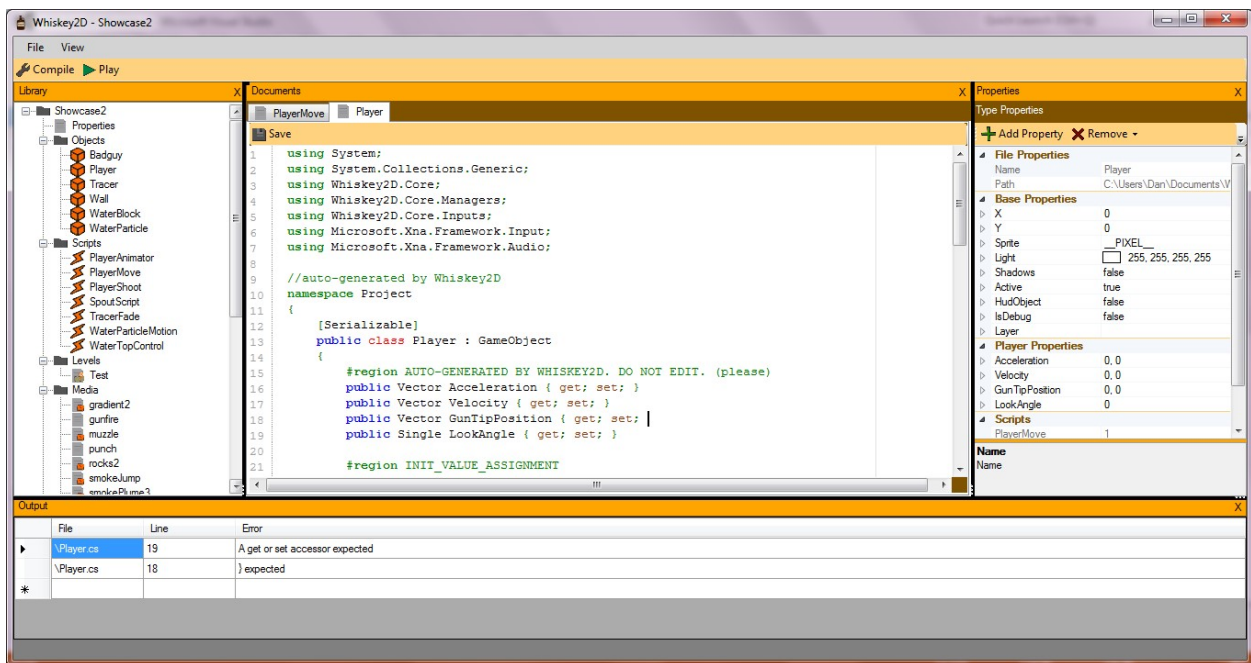 Whiskey2D - Showcase2
File View
Compile Play
Library X
Showcase2
Properties
Objects
Badguy
Player
Tracer
Wall
WaterBlock
WaterParticle
Scripts
PlayerAnimator
PlayerMove
PlayerShoot
SpoutScript
TracerFade
WaterParticleMotion
WaterTopControl
Levels
Test
Media
gradient2
gunfire
muzzle
punch
rocks2
smokeJump
smokePlume3
Documents X
PlayerMove Player
Save
1 using System;
2 using System.Collections.Generic;
3 using Whiskey2D.Core;
4 using Whiskey2D.Core.Managers;
5 using Whiskey2D.Core.Inputs;
6 using Microsoft.Xna.Framework.Input;
7 using Microsoft.Xna.Framework.Audio;
8
9 //auto-generated by Whiskey2D
10 namespace Project
11 {
12 [Serializable]
13 public class Player : GameObject
14 {
15 #region AUTO-GENERATED BY WHISKEY2D. DO NOT EDIT. (please)
16 public Vector Acceleration { get; set; }
17 public Vector Velocity { get; set; }
18 public Vector GunTipPosition { get; set;
19 public Single LookAngle { get; set; }
20
21 #region INIT_VALUE_ASSIGNMENT
Properties X
Type Properties
Add Property Remove
File Properties
Name Player
Path C:\Users\Dan\Documents\V
Base Properties
X 0
Y 0
Sprite __PIXEL__
Light 255, 255, 255, 255
Shadows false
Active true
HudObject false
IsDebug false
Layer
Player Properties
Acceleration 0, 0
Velocity 0, 0
GunTipPosition 0, 0
LookAngle 0
Scripts
PlayerMove 1
Name
Name
Output X
File Line Error
\Player.cs 19 A get or set accessor expected
\Player.cs 18 } expected